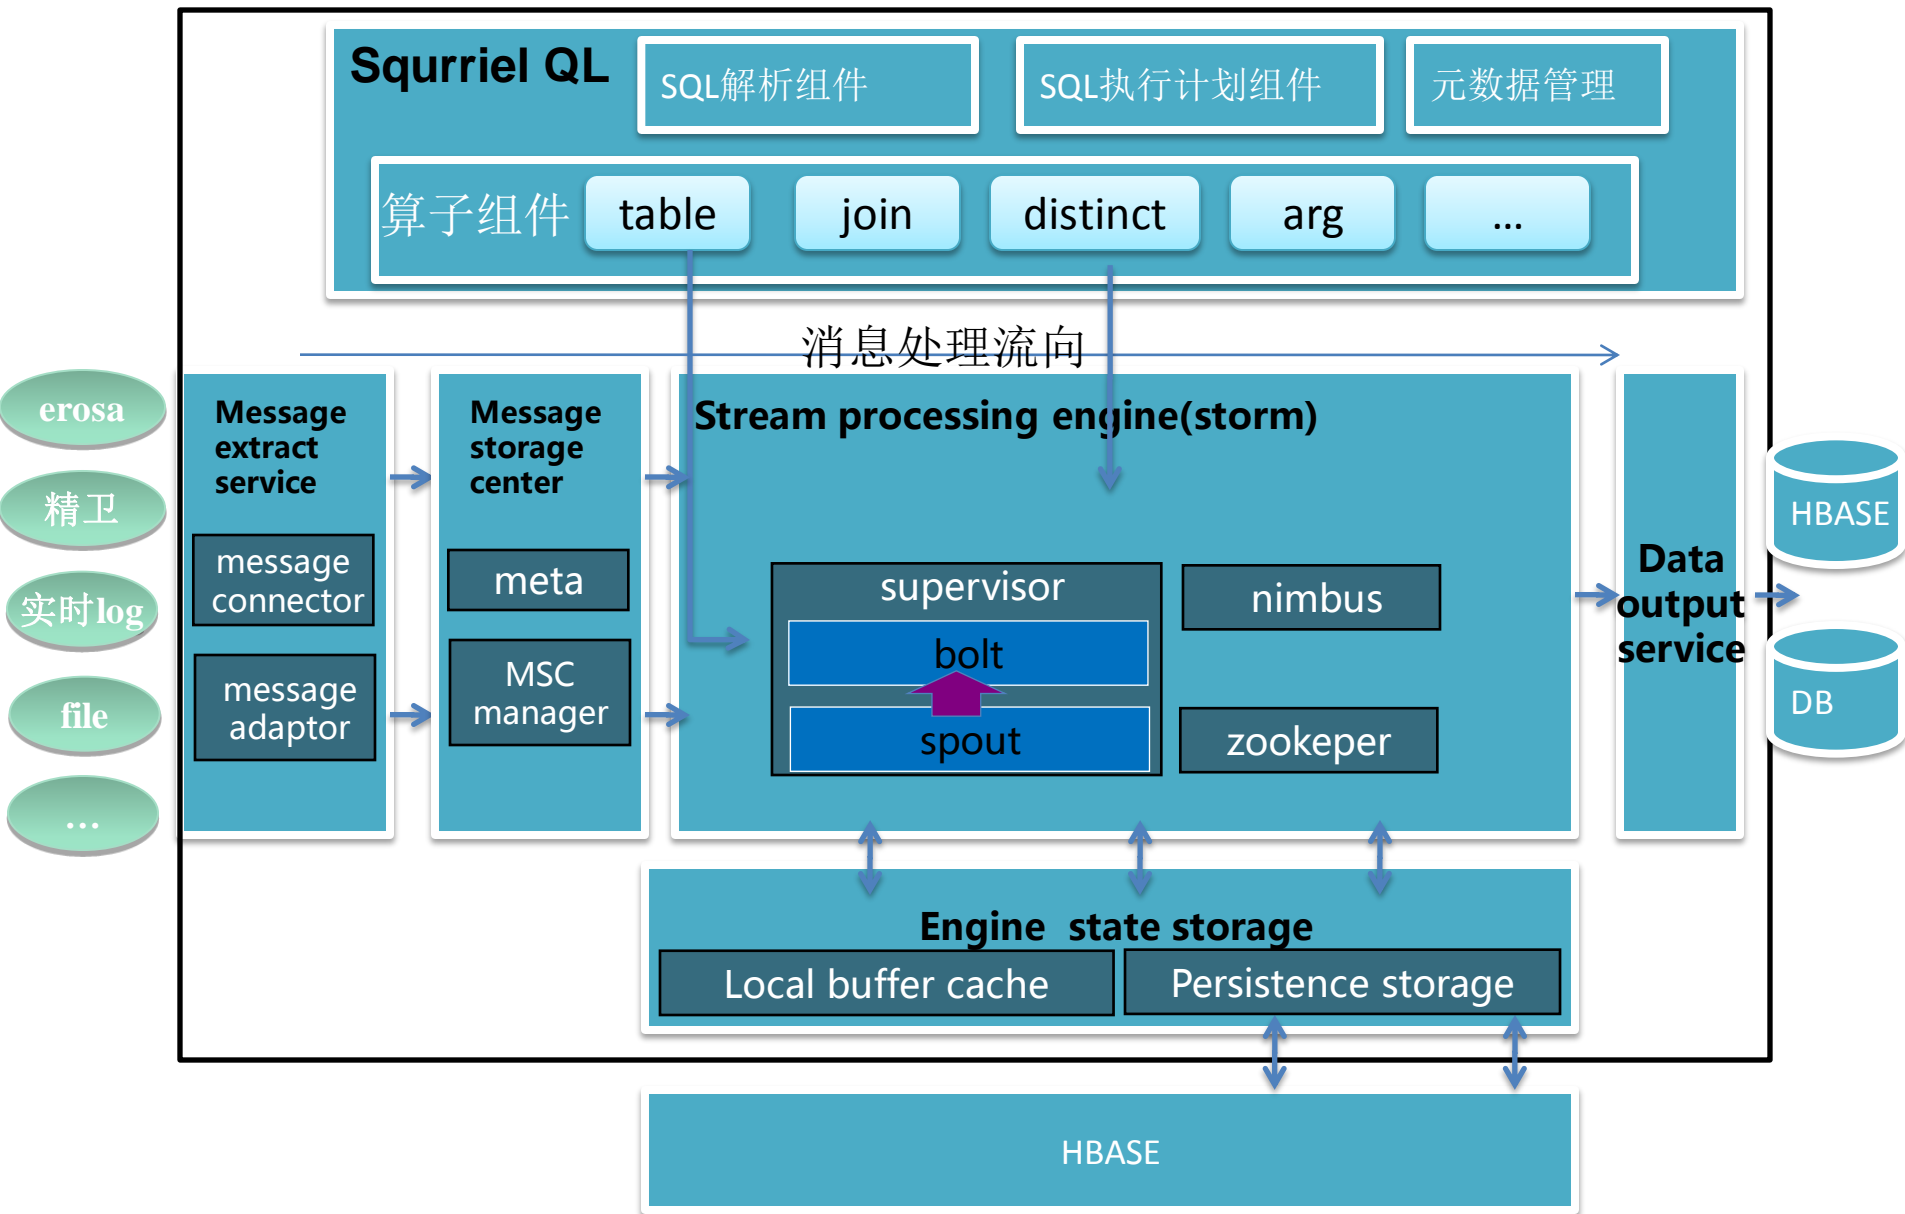 Squrriel QL
SQL解析组件
SQL执行计划组件
元数据管理
算子组件
table
join
distinct
arg
...
消息处理流向
erosa
精卫
实时log
file
...
Message
extract
service
message
connector
message
adaptor
Message
storage
center
meta
MSC
manager
Stream processing engine(storm)
supervisor
bolt
spout
nimbus
zookeper
Data
output
service
HBASE
DB
Engine  state storage
Local buffer cache
Persistence storage
HBASE